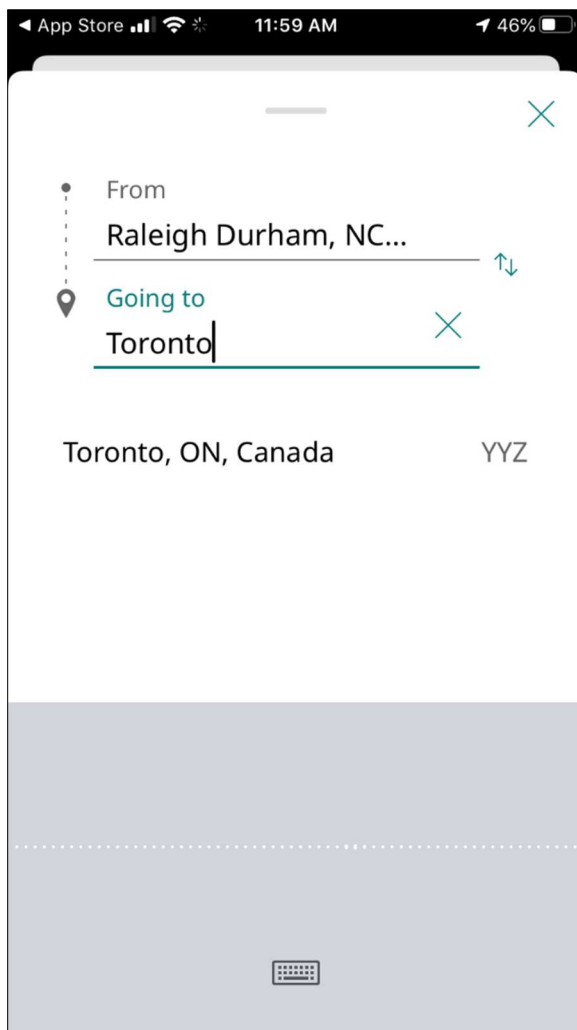 ◀ App Store 11:59 AM 46%
From
Raleigh Durham, NC...
Going to
Toronto
Toronto, ON, Canada YYZ